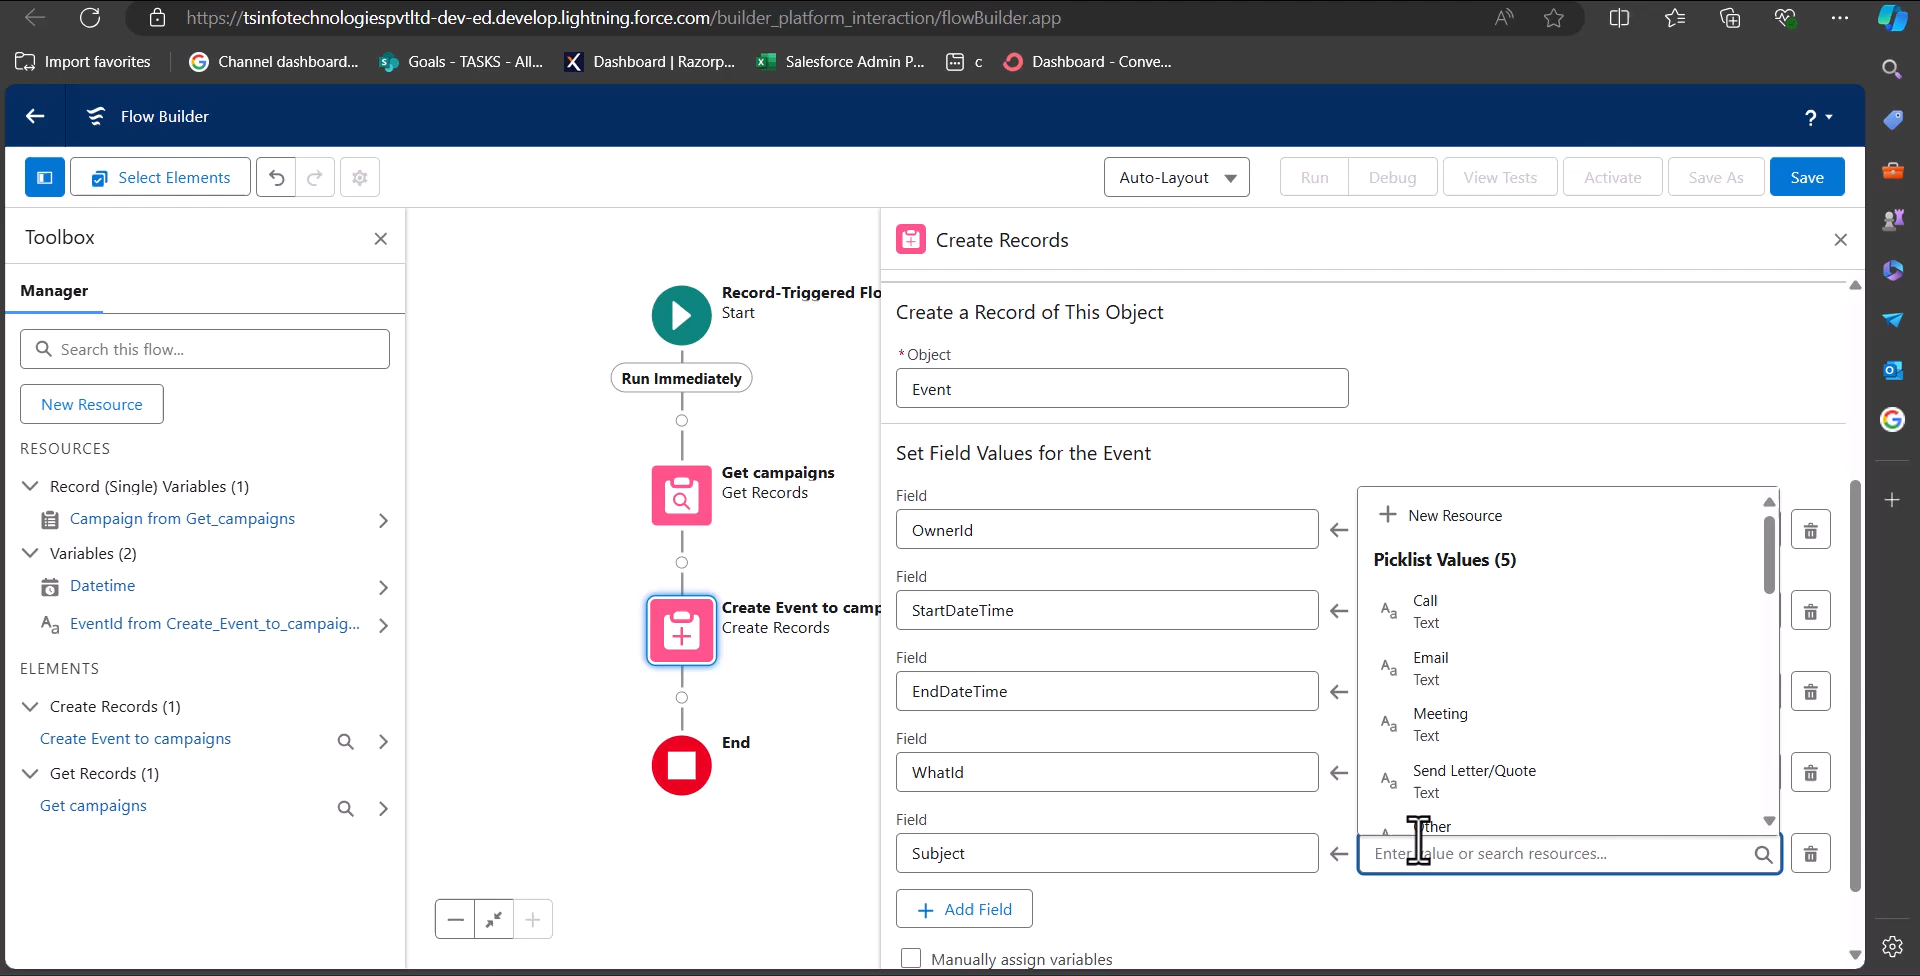 https://tsinfotechnologiespvtltd-dev-ed.develop.lightning.force.com/builder_platform_interaction/flowBuilder.app
Import favorites
Channel dashboard...
Goals - TASKS - All...
Dashboard | Razorp...
Salesforce Admin P...
c
Dashboard - Conve...
Flow Builder
?
Select Elements
Auto-Layout
Run
Debug
View Tests
Activate
Save As
Save
Toolbox
Manager
Search this flow...
New Resource
RESOURCES
Record (Single) Variables (1)
Campaign from Get_campaigns
Variables (2)
Datetime
EventId from Create_Event_to_campaig...
ELEMENTS
Create Records (1)
Create Event to campaigns
Get Records (1)
Get campaigns
Record-Triggered Flo
Start
Run Immediately
Get campaigns
Get Records
Create Event to camp
Create Records
End
Create Records
Create a Record of This Object
*Object
Event
Set Field Values for the Event
Field
OwnerId
Field
StartDateTime
Field
EndDateTime
Field
WhatId
Field
Subject
New Resource
Picklist Values (5)
Call
Text
Email
Text
Meeting
Text
Send Letter/Quote
Text
Other
Enter value or search resources...
Add Field
Manually assign variables